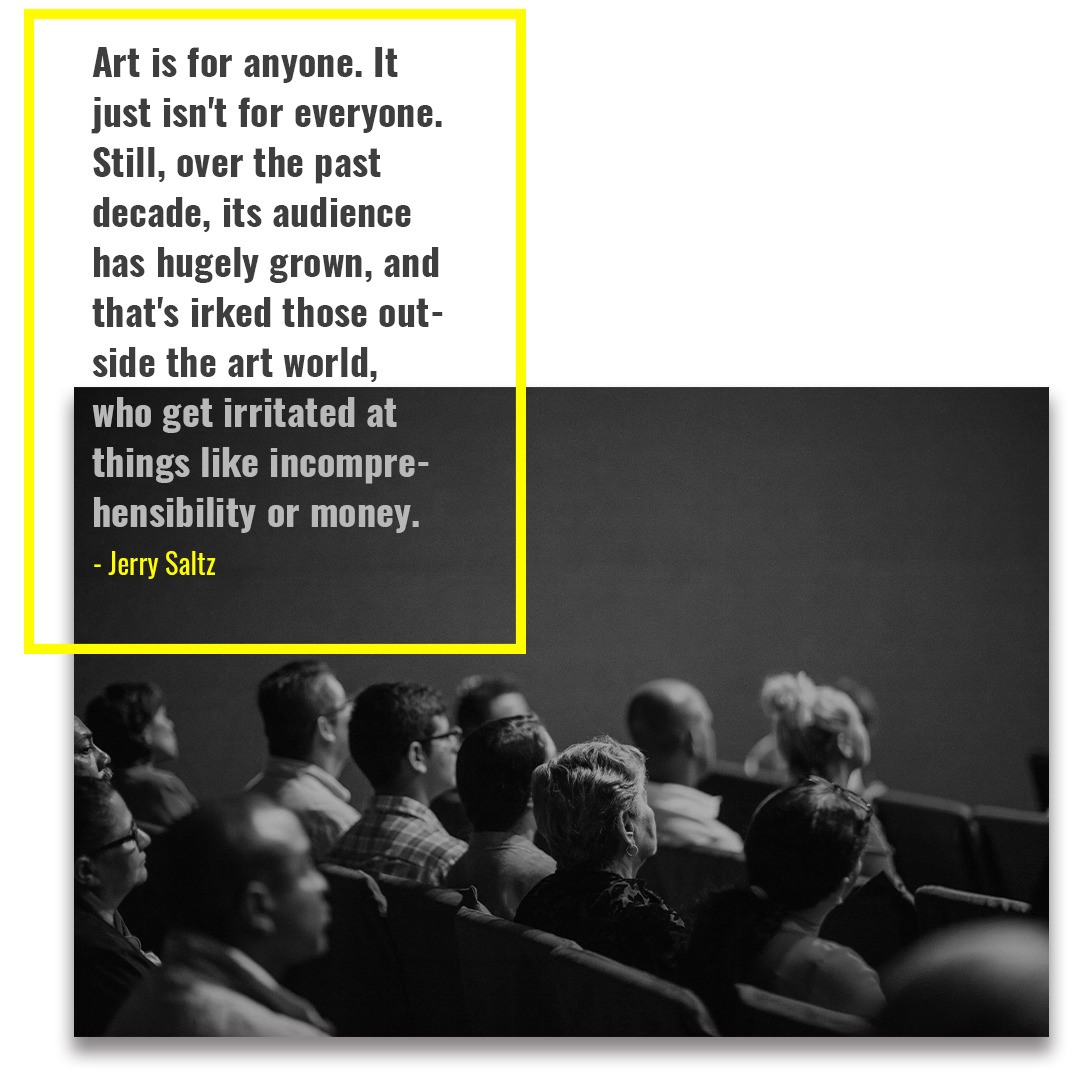 Art is for anyone. It
just isn't for everyone.
Still, over the past
decade, its audience
has hugely grown, and
that's irked those out-
side the art world,
who get irritated at
things like incompre-
hensibility or money.
- Jerry Saltz